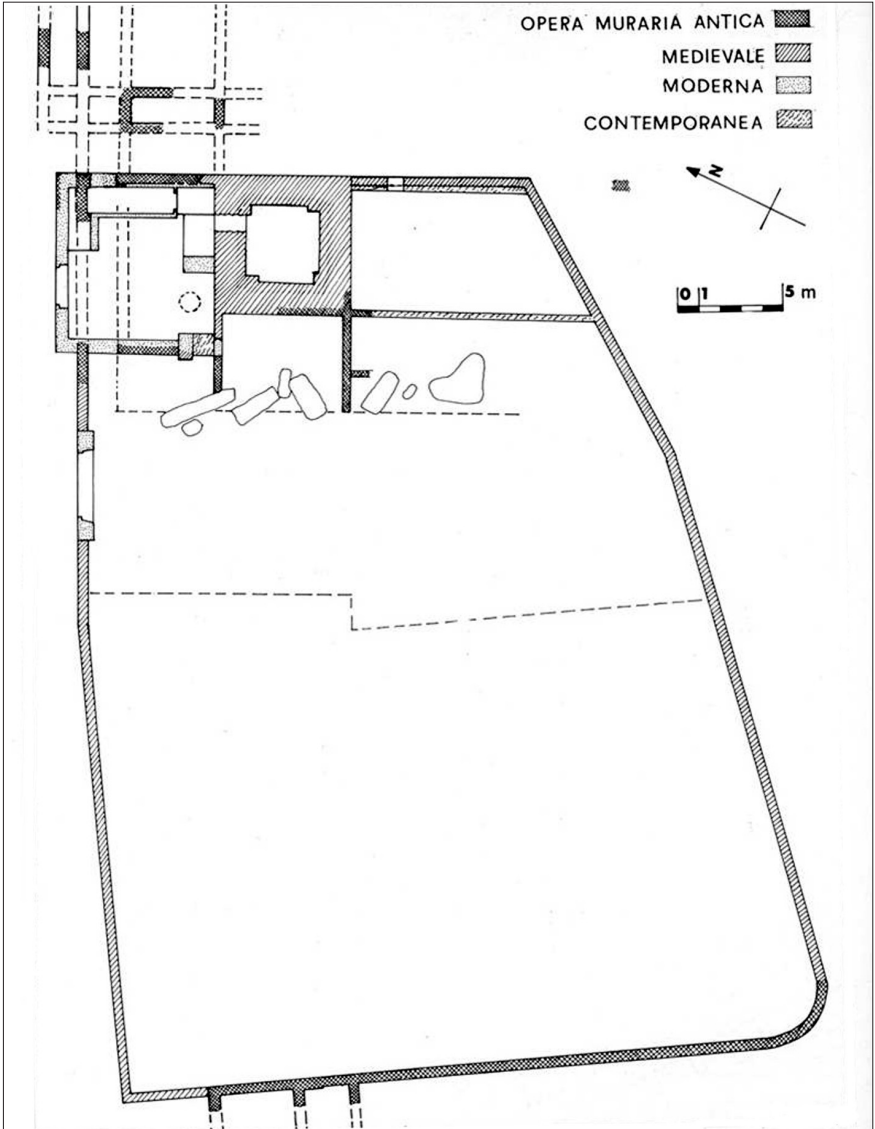 OPERA MURARIA ANTICA
MEDIEVALE
MODERNA
CONTEMPORANEA
N
0 1 5 m